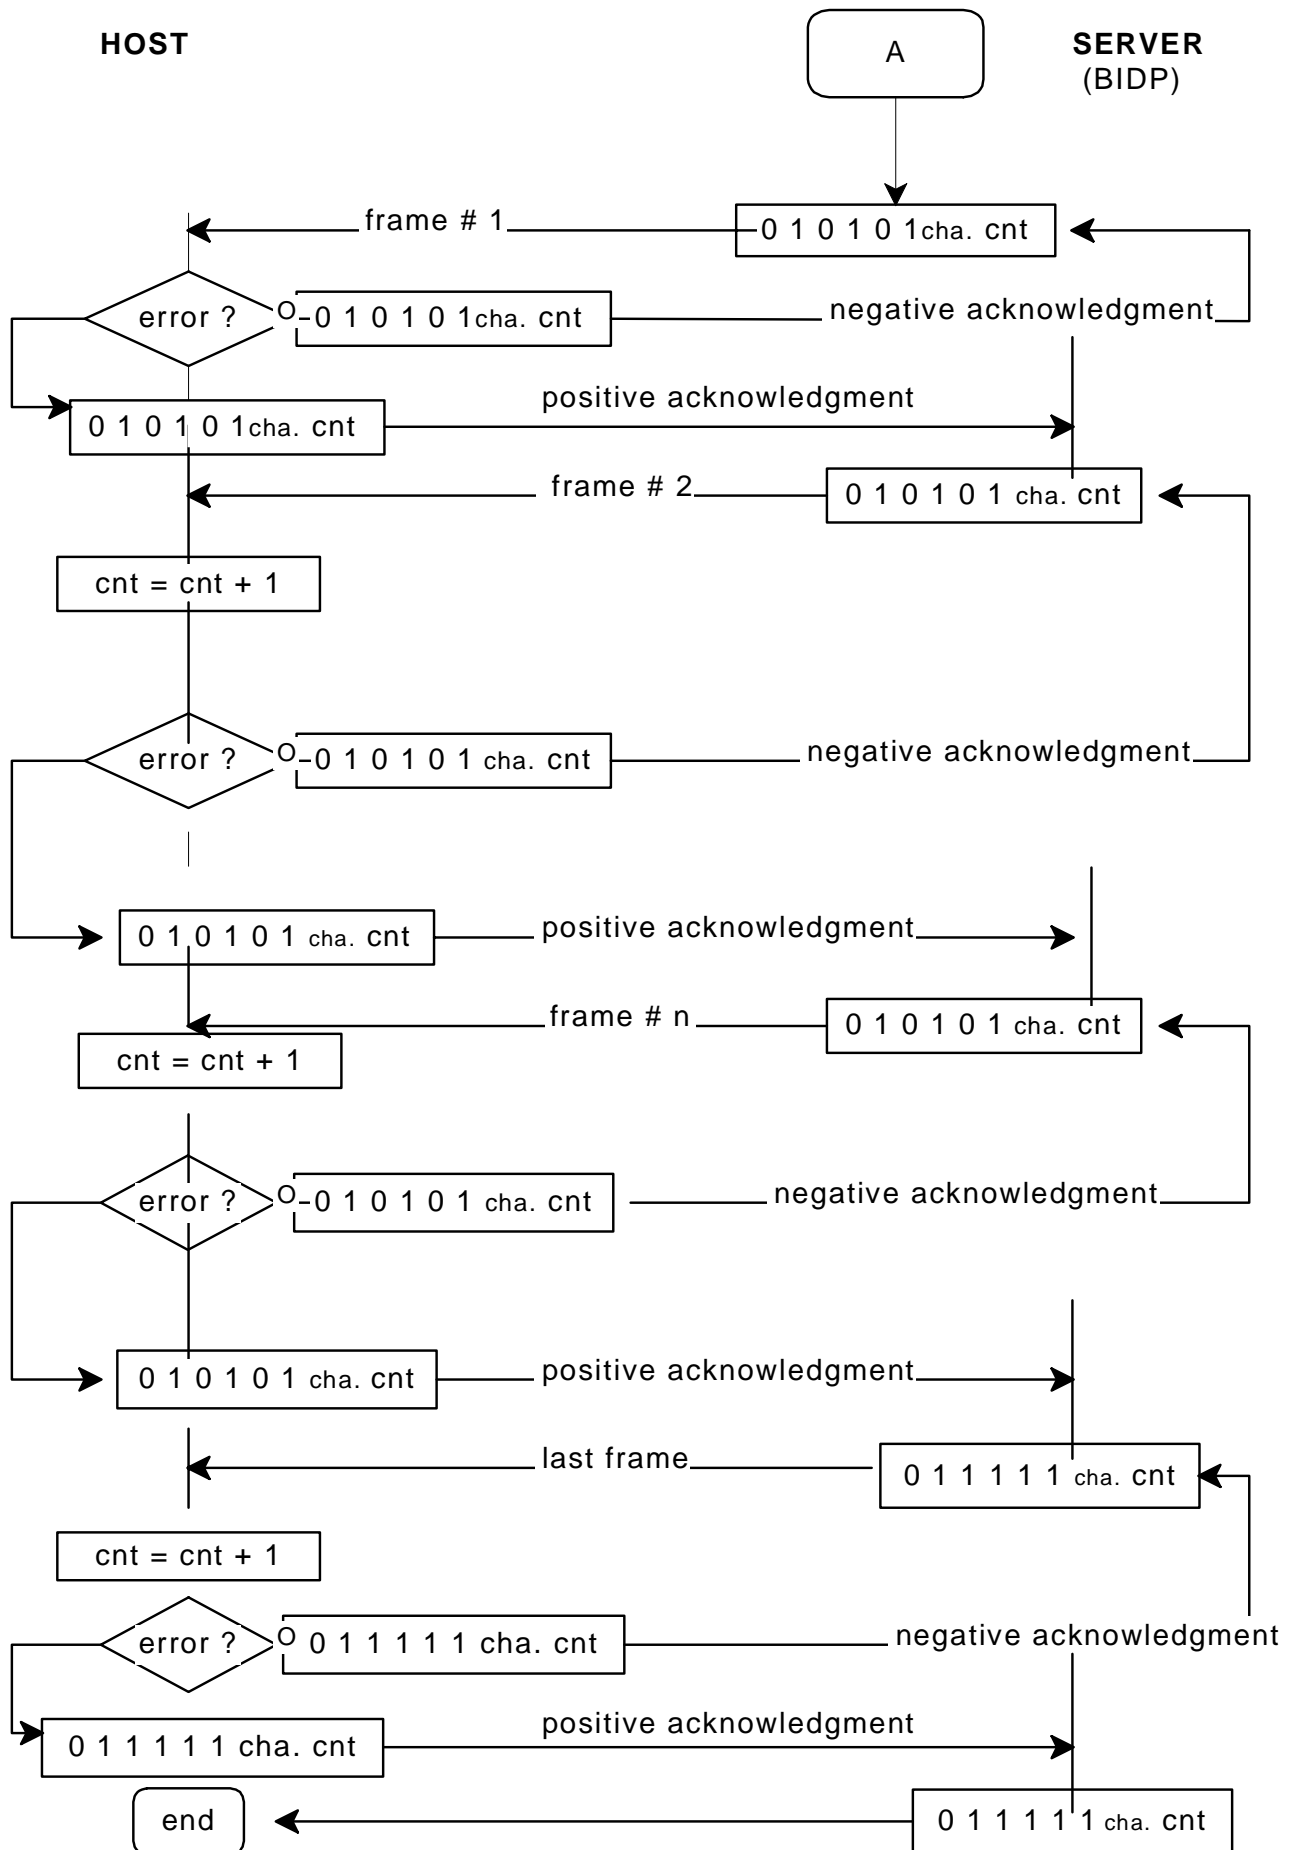 HOST
A
SERVER
(BIDP)
frame # 1
0 1 0 1 0 1 cha. cnt
error ?
O
0 1 0 1 0 1 cha. cnt
negative acknowledgment
positive acknowledgment
0 1 0 1 0 1 cha. cnt
frame # 2
0 1 0 1 0 1 cha. cnt
cnt = cnt + 1
error ?
O
0 1 0 1 0 1 cha. cnt
negative acknowledgment
0 1 0 1 0 1 cha. cnt
positive acknowledgment
frame # n
0 1 0 1 0 1 cha. cnt
cnt = cnt + 1
error ?
O
0 1 0 1 0 1 cha. cnt
negative acknowledgment
0 1 0 1 0 1 cha. cnt
positive acknowledgment
last frame
0 1 1 1 1 1 cha. cnt
cnt = cnt + 1
error ?
O
0 1 1 1 1 1 cha. cnt
negative acknowledgment
positive acknowledgment
0 1 1 1 1 1 cha. cnt
end
0 1 1 1 1 1 cha. cnt